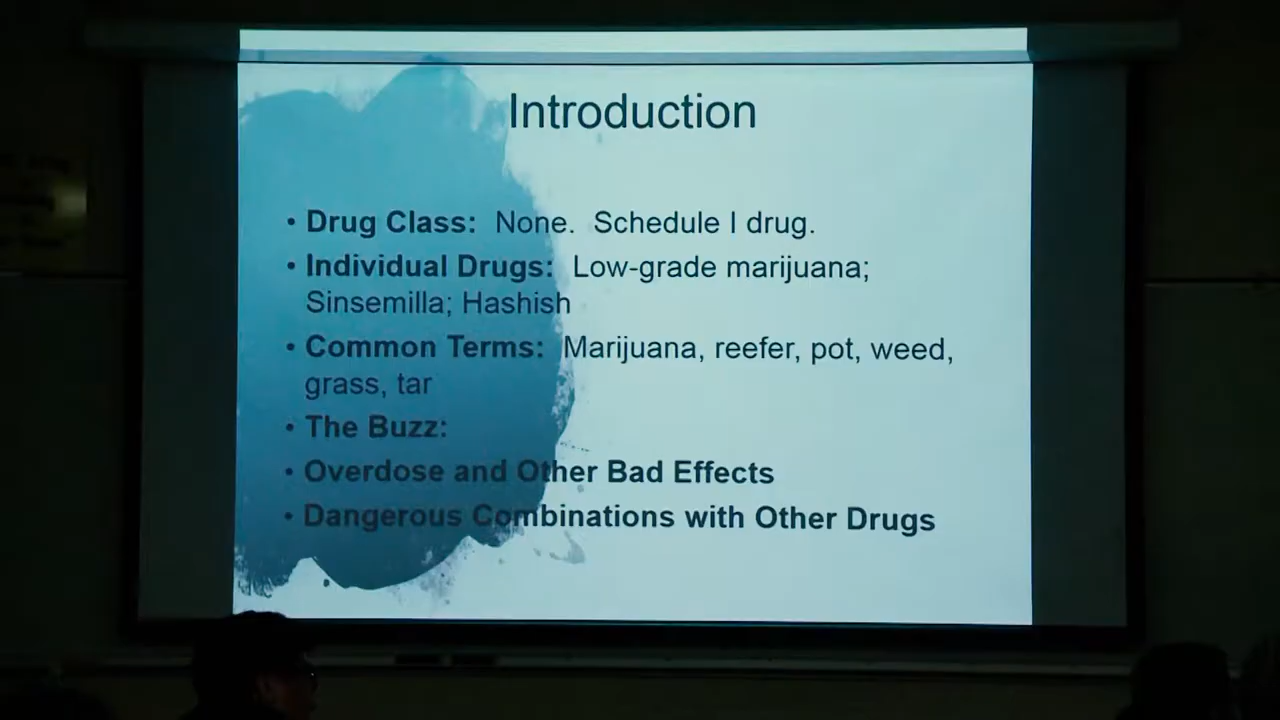 Introduction
• Drug Class: None. Schedule I drug.
• Individual Drugs: Low-grade marijuana;
Sinsemilla; Hashish
• Common Terms: Marijuana, reefer, pot, weed,
grass, tar
• The Buzz:
• Overdose and Other Bad Effects
• Dangerous Combinations with Other Drugs